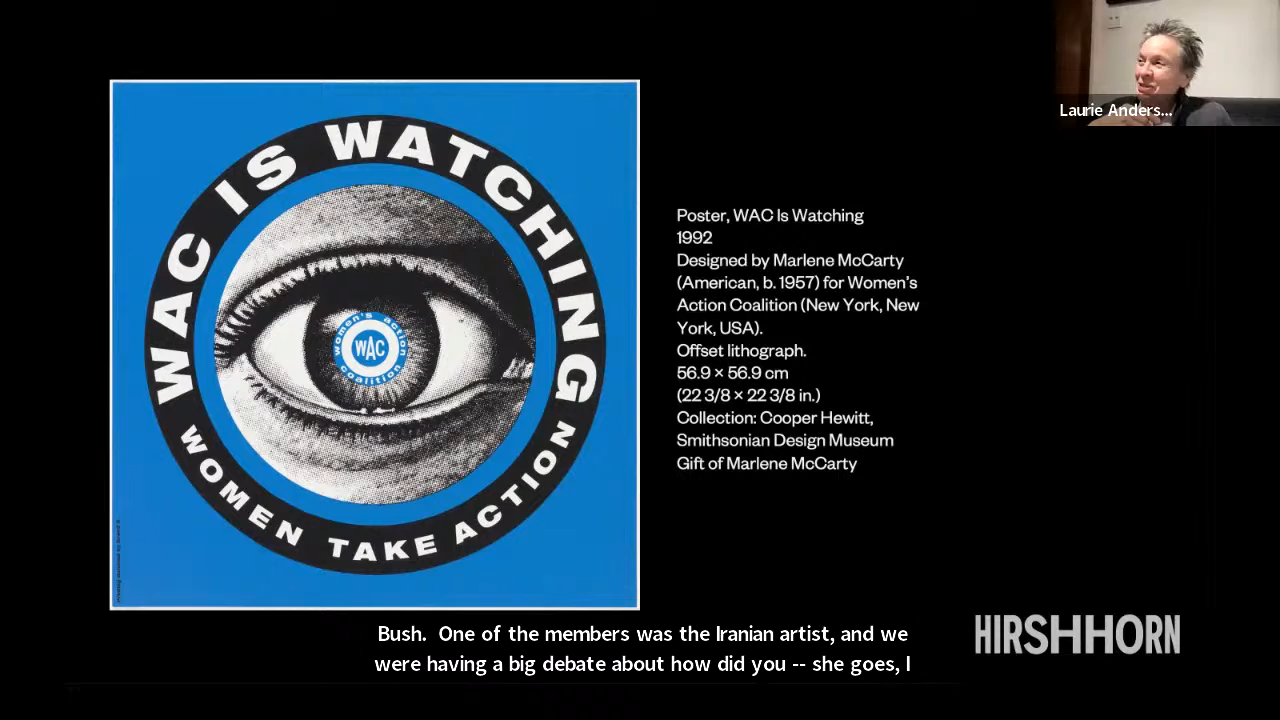 WAC IS WATCHING
women's action
WAC
coalition
WOMEN TAKE ACTION
Laurie Anders...
Poster, WAC Is Watching
1992
Designed by Marlene McCarty
(American, b. 1957) for Women's
Action Coalition (New York, New
York, USA).
Offset lithograph.
56.9 × 56.9 cm
(22 3/8 × 22 3/8 in.)
Collection: Cooper Hewitt,
Smithsonian Design Museum
Gift of Marlene McCarty
HIRSHHORN
Bush.  One of the members was the Iranian artist, and we
were having a big debate about how did you -- she goes, I